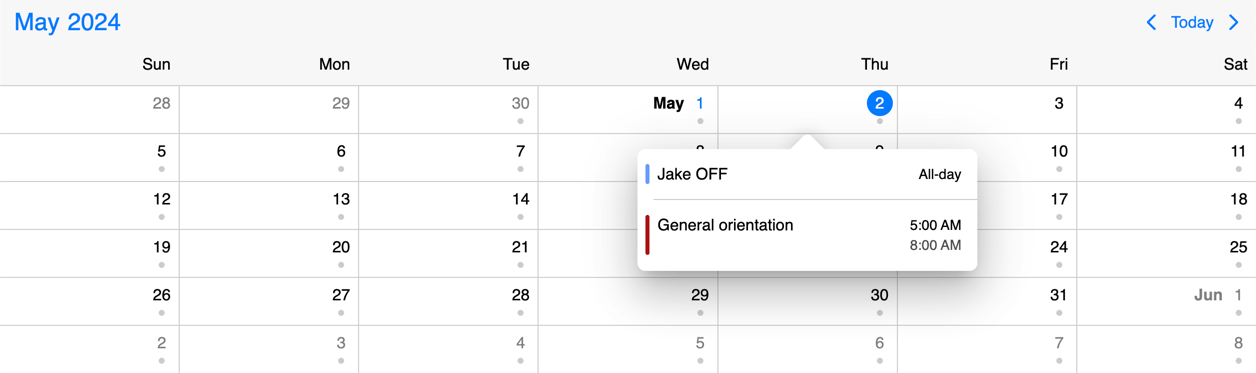 May 2024 Today
Sun Mon Tue Wed Thu Fri Sat
28 29 30 May 1 2 3 4
5 6 7 10 11
Jake OFF All-day
12 13 14 17 18
General orientation 5:00 AM
8:00 AM
19 20 21 24 25
26 27 28 29 30 31 Jun 1
2 3 4 5 6 7 8